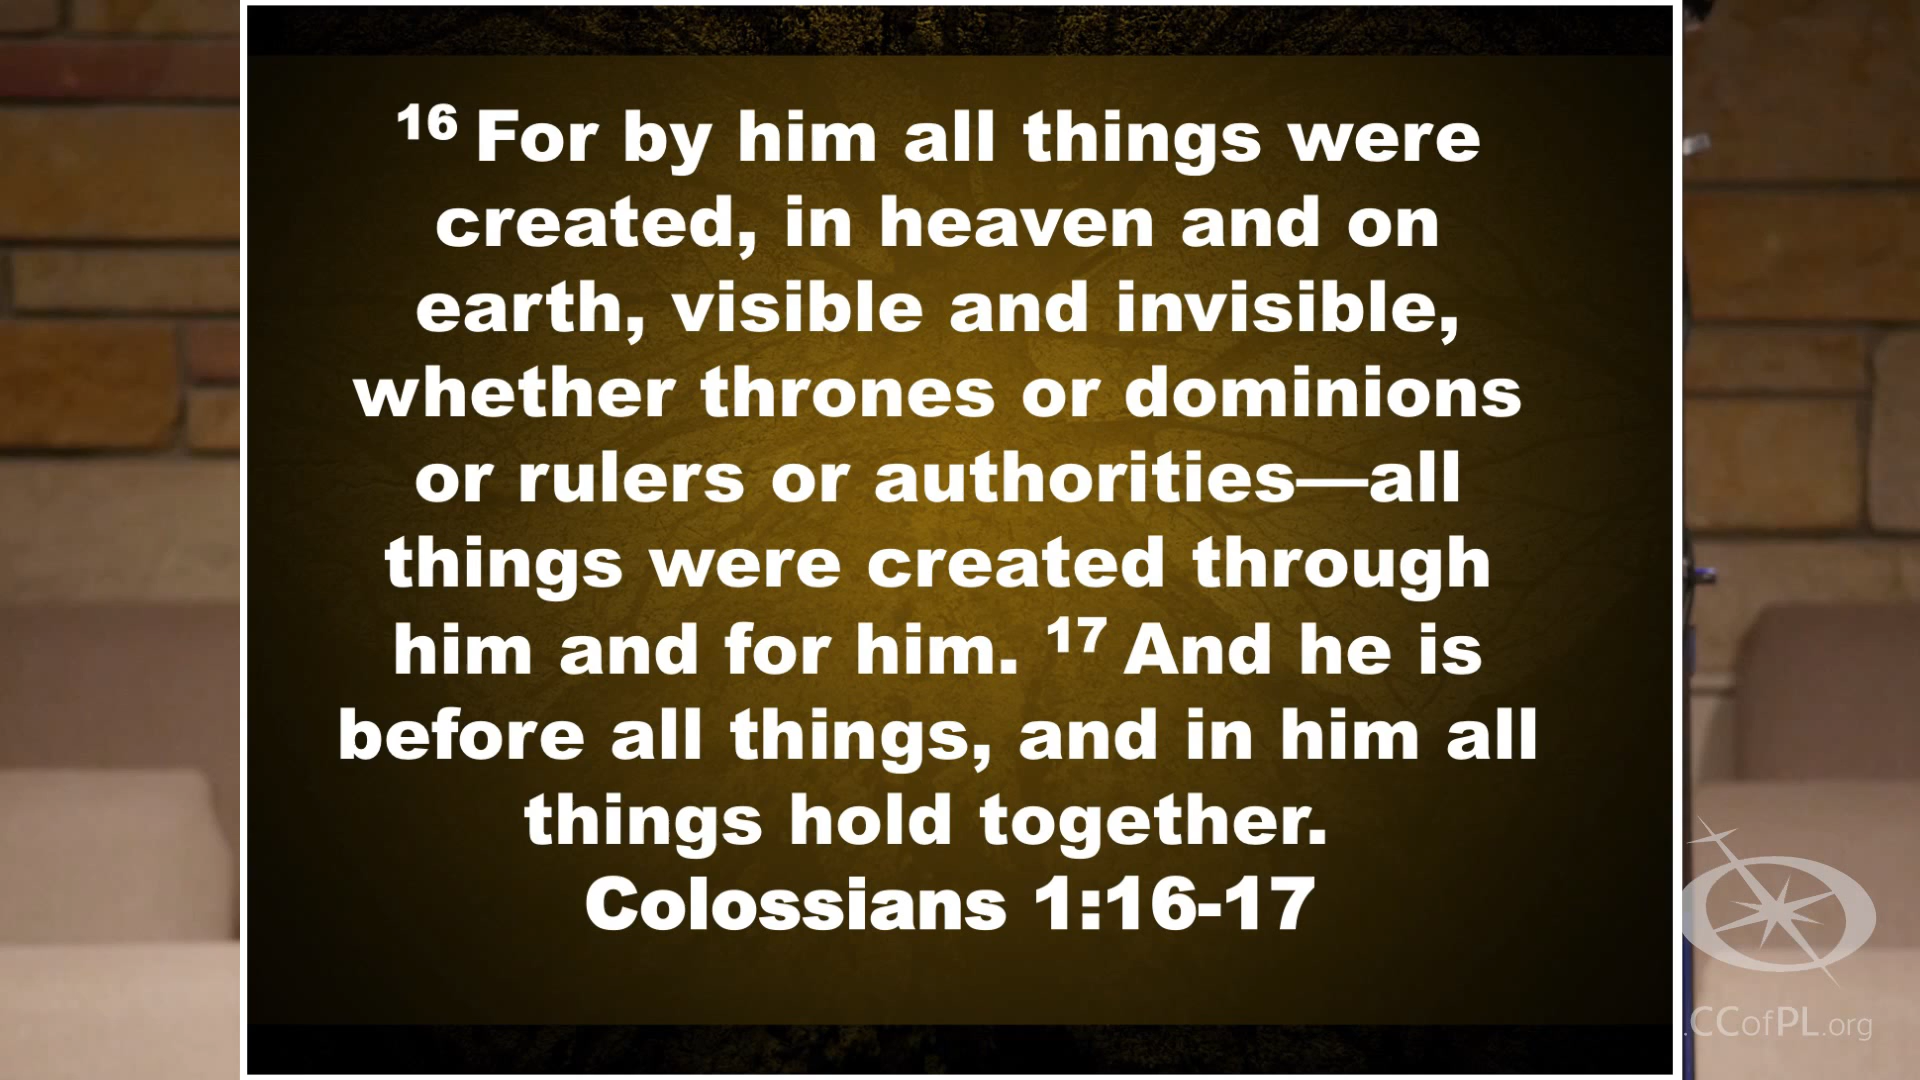 16 For by him all things were
created, in heaven and on
earth, visible and invisible,
whether thrones or dominions
or rulers or authorities—all
things were created through
him and for him. 17 And he is
before all things, and in him all
things hold together.
Colossians 1:16-17
.CCofPL.org